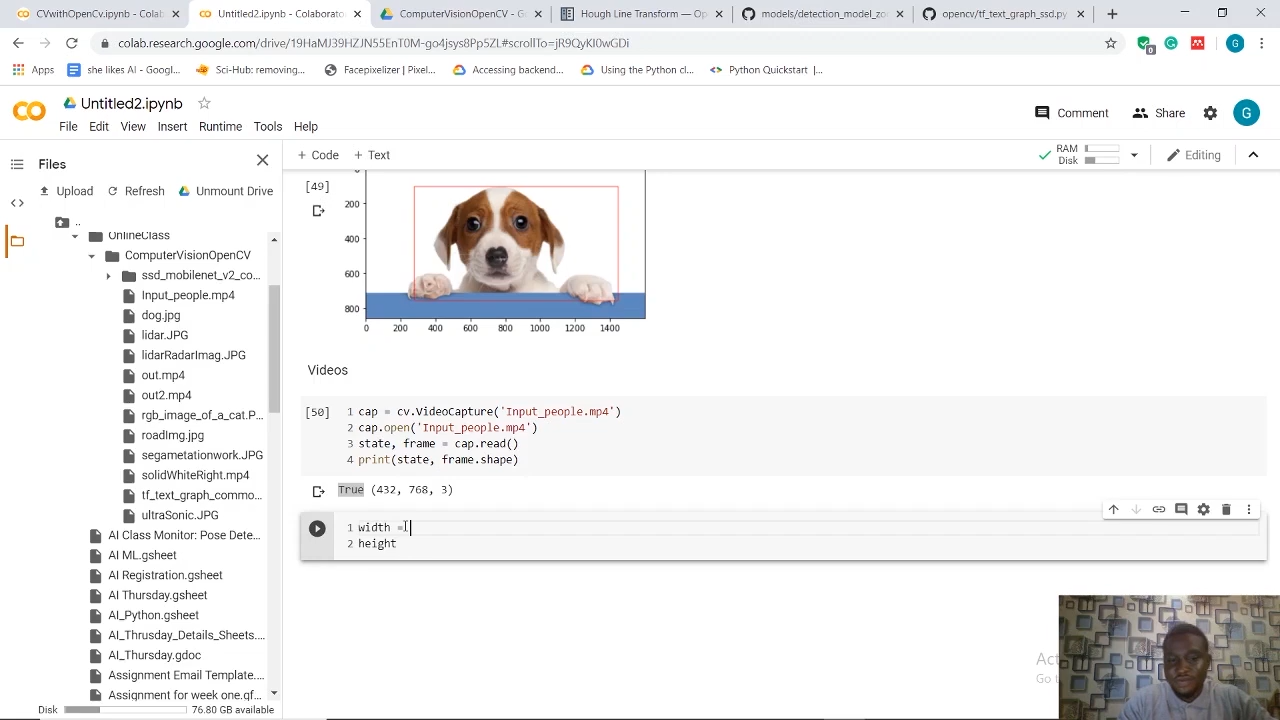 CVwithOpenCv.ipynb - Colab
Untitled2.ipynb - Colaborator
ComputerVisionOpenCV - G
Hough Line Transform — Op
models/detection_model_zo
opencv/tf_text_graph_ssd.py
colab.research.google.com/drive/19HaMJ39HZJN55EnT0M-go4jsys8Pp5ZL#scrollTo=jR9QyKI0wGDi
Apps
she likes AI - Googl...
Sci-Hub: removing...
Facepixelizer | Pixel...
Accessing backend...
Using the Python cl...
Python Quickstart |...
CO
Untitled2.ipynb
Comment
Share
G
File Edit View Insert Runtime Tools Help
Files
+ Code + Text
RAM
Disk
Editing
Upload Refresh Unmount Drive
..
OnlineClass
ComputerVisionOpenCV
ssd_mobilenet_v2_co...
Input_people.mp4
dog.jpg
lidar.JPG
lidarRadarImag.JPG
out.mp4
out2.mp4
rgb_image_of_a_cat.P...
roadImg.jpg
segametationwork.JPG
solidWhiteRight.mp4
tf_text_graph_commo...
ultraSonic.JPG
AI Class Monitor: Pose Dete...
AI ML.gsheet
AI Registration.gsheet
AI Thursday.gsheet
AI_Python.gsheet
AI_Thrusday_Details_Sheets....
AI_Thursday.gdoc
Assignment Email Template....
Assignment for week one.gf...
Disk 76.80 GB available
[49]
0
200
400
600
800
0 200 400 600 800 1000 1200 1400
Videos
[50]
1 cap = cv.VideoCapture('Input_people.mp4')
2 cap.open('Input_people.mp4')
3 state, frame = cap.read()
4 print(state, frame.shape)
True (432, 768, 3)
1 width =
2 height